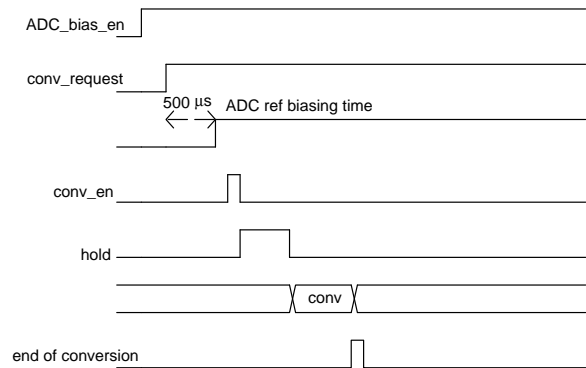 ADC_bias_en
conv_request
500 μs ADC ref biasing time
conv_en
hold
conv
end of conversion